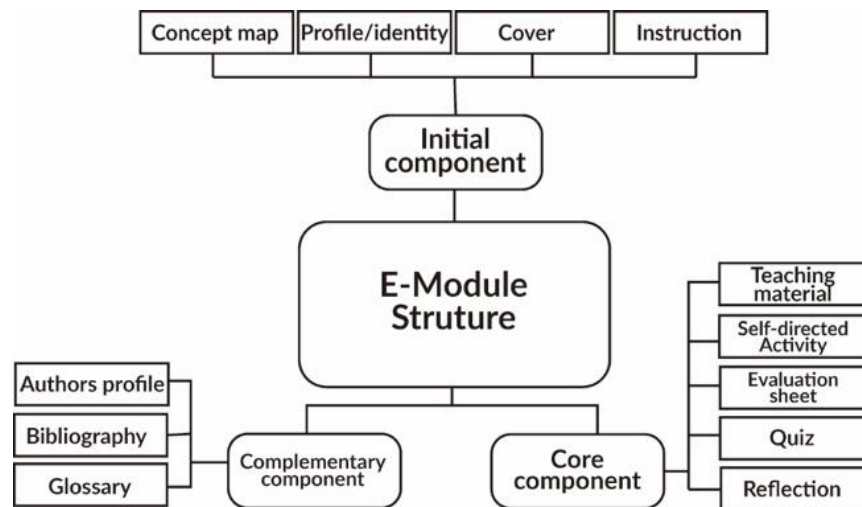 Concept map
Profile/identity
Cover
Instruction
Initial
component
E-Module
Struture
Authors profile
Bibliography
Glossary
Complementary
component
Core
component
Teaching
material
Self-directed
Activity
Evaluation
sheet
Quiz
Reflection